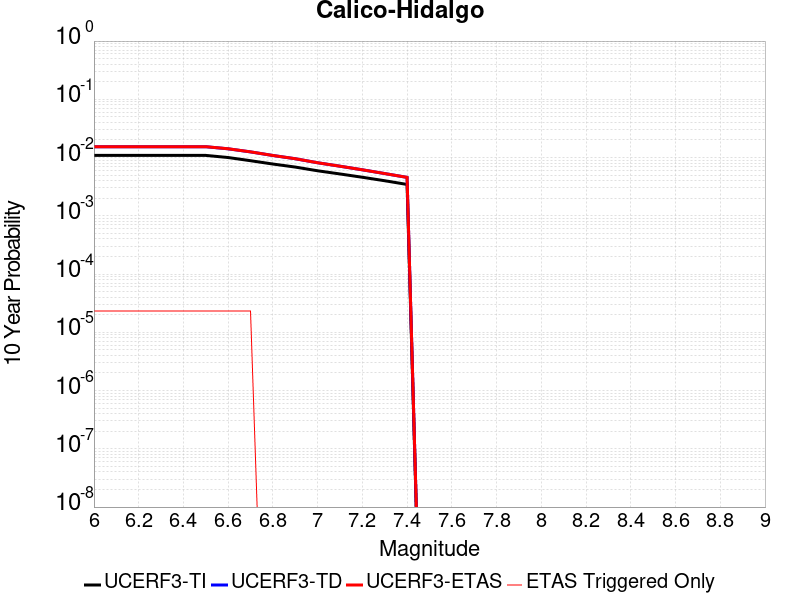 Calico-Hidalgo
10^0
10^-1
10^-2
10^-3
10^-4
10^-5
10^-6
10^-7
10^-8
10 Year Probability
6 6.2 6.4 6.6 6.8 7 7.2 7.4 7.6 7.8 8 8.2 8.4 8.6 8.8 9
Magnitude
UCERF3-TI UCERF3-TD UCERF3-ETAS ETAS Triggered Only